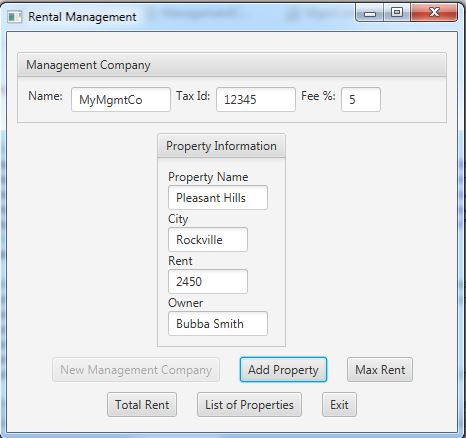 Rental Management
Management Company
Name: MyMgmtCo Tax Id: 12345 Fee %: 5
Property Information
Property Name
Pleasant Hills
City
Rockville
Rent
2450
Owner
Bubba Smith
New Management Company Add Property Max Rent
Total Rent List of Properties Exit